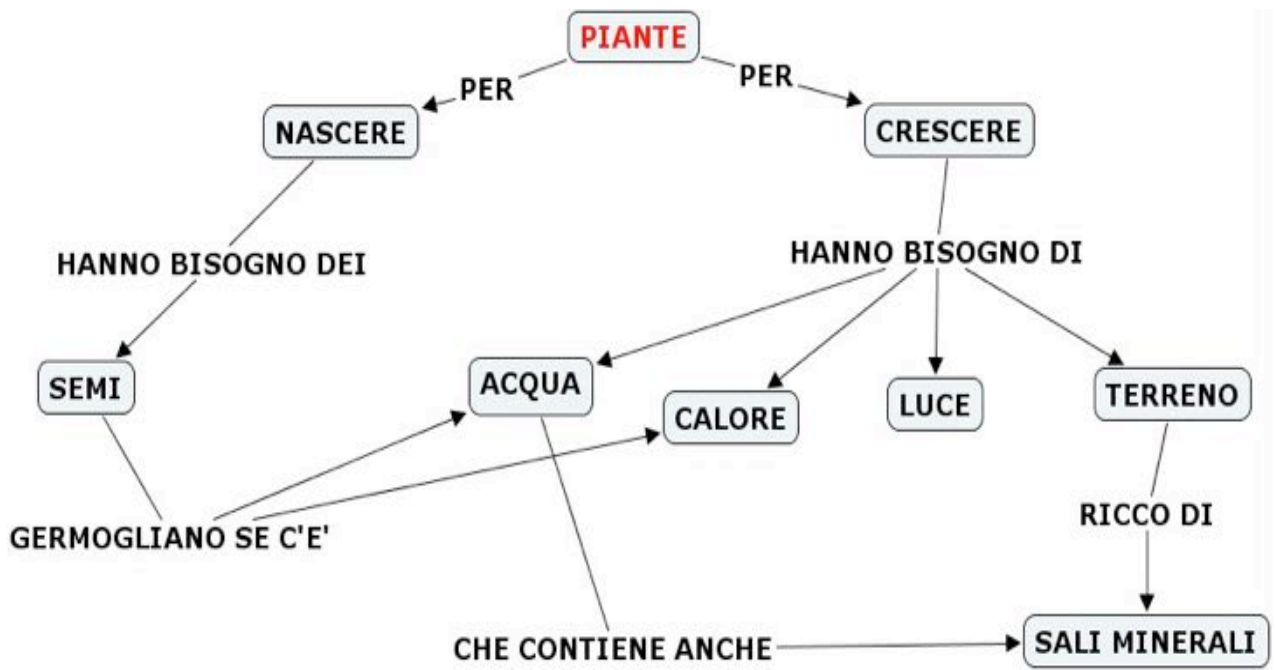 PIANTE
PER
PER
NASCERE
CRESCERE
HANNO BISOGNO DEI
HANNO BISOGNO DI
SEMI
ACQUA
CALORE
LUCE
TERRENO
GERMOGLIANO SE C'E'
RICCO DI
CHE CONTIENE ANCHE
SALI MINERALI